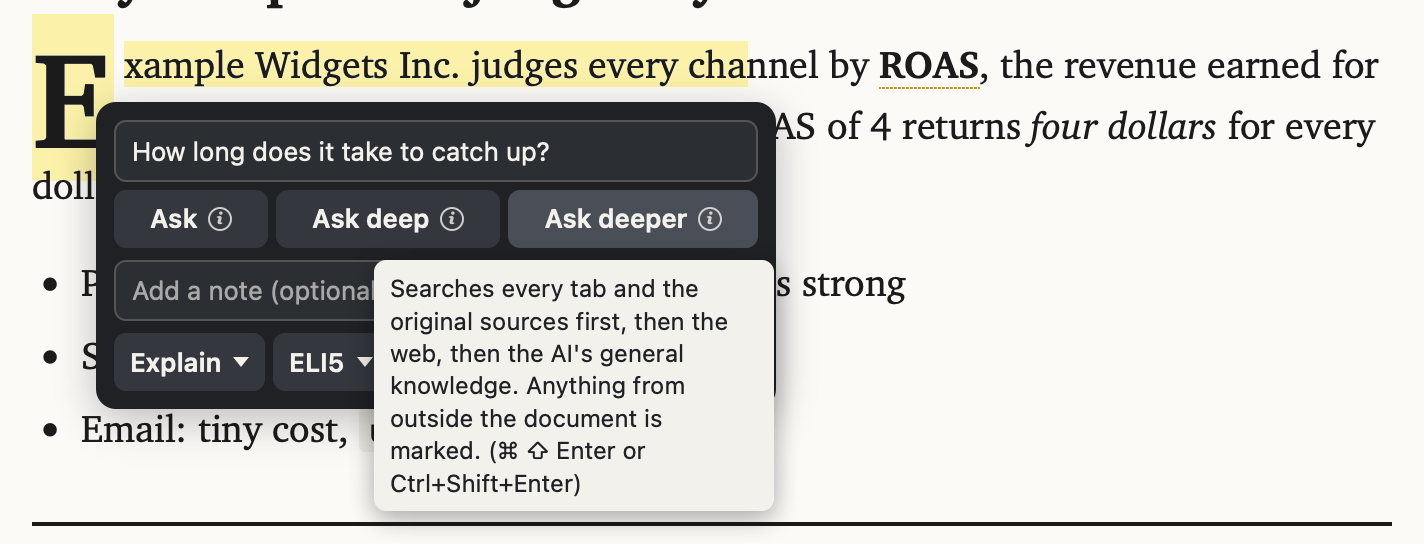 Example Widgets Inc. judges every channel by ROAS, the revenue earned for
AS of 4 returns four dollars for every
doll
How long does it take to catch up?
Ask
Ask deep
Ask deeper
Add a note (optional
s strong
Searches every tab and the
original sources first, then the
web, then the AI's general
knowledge. Anything from
outside the document is
marked. (⌘ ⇧ Enter or
Ctrl+Shift+Enter)
Explain
ELI5
Email: tiny cost,